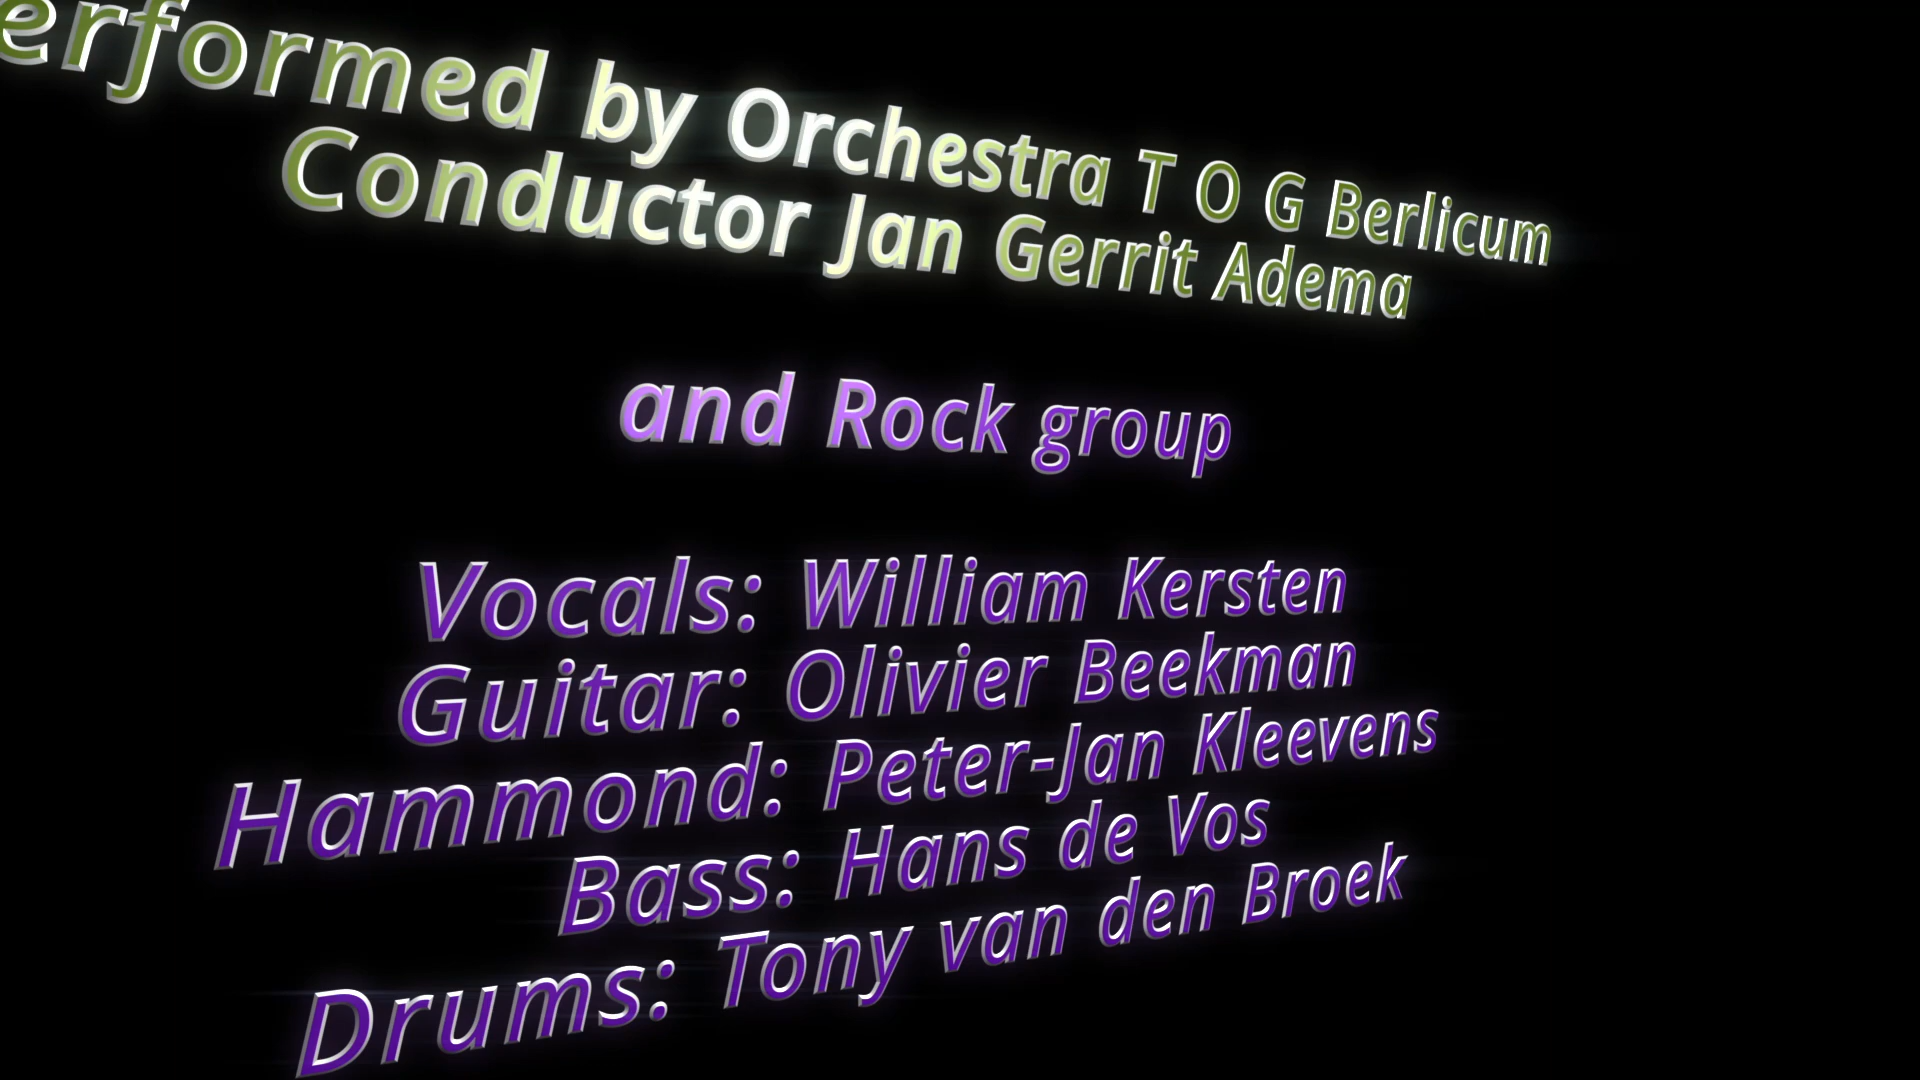 erformed by Orchestra T O G Berlicum
Conductor Jan Gerrit Adema
and Rock group
Vocals: William Kersten
Guitar: Olivier Beekman
Hammond: Peter-Jan Kleevens
Bass: Hans de Vos
Drums: Tony van den Broek